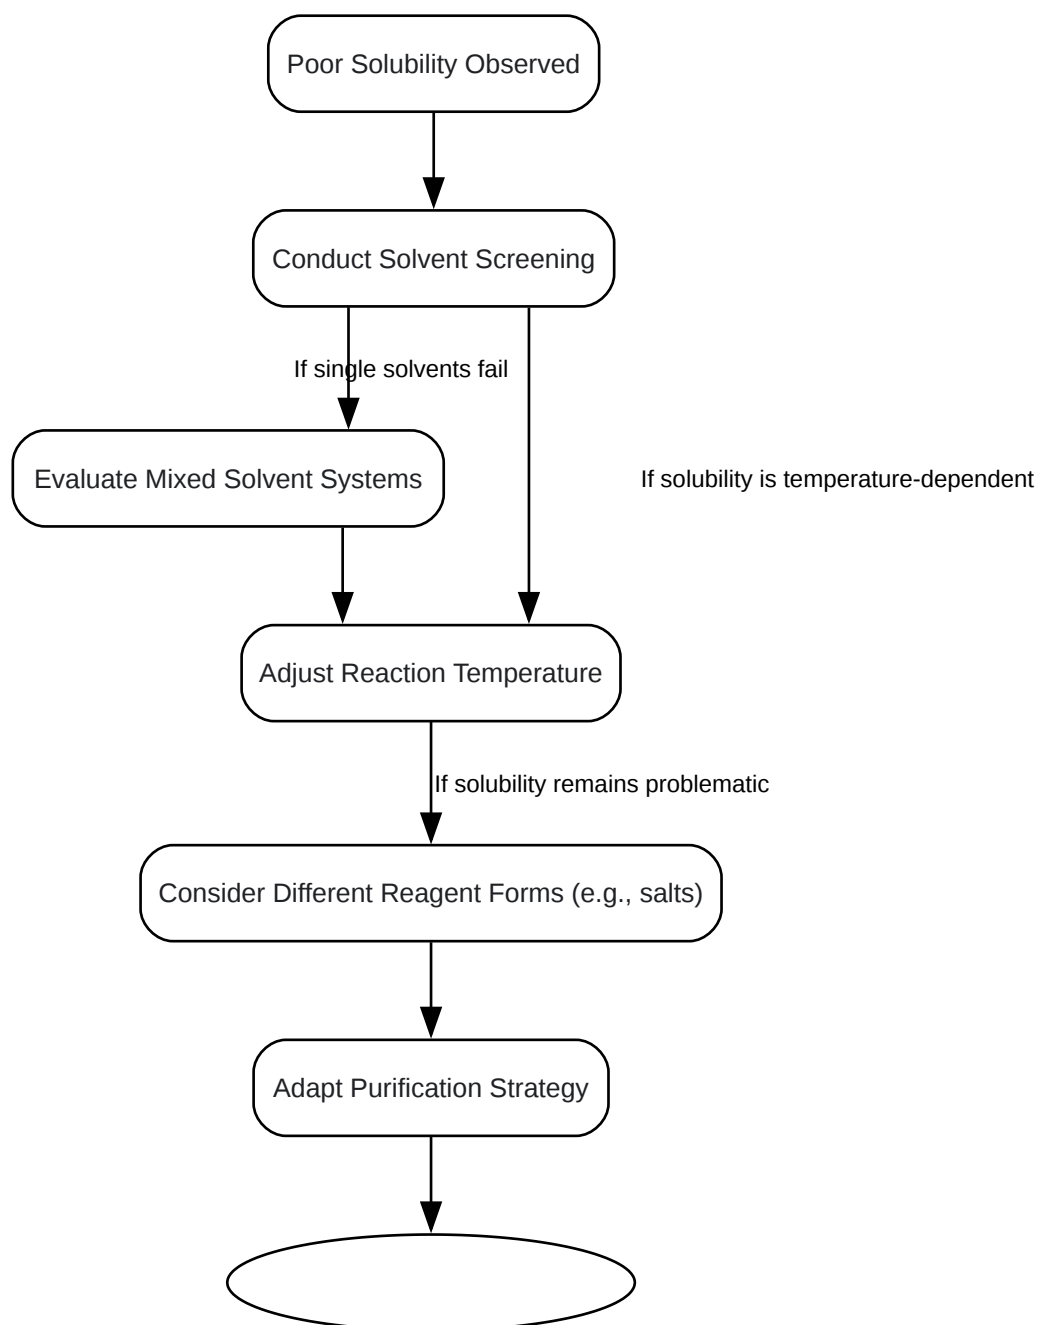 Poor Solubility Observed
Conduct Solvent Screening
If single solvents fail
Evaluate Mixed Solvent Systems
If solubility is temperature-dependent
Adjust Reaction Temperature
If solubility remains problematic
Consider Different Reagent Forms (e.g., salts)
Adapt Purification Strategy